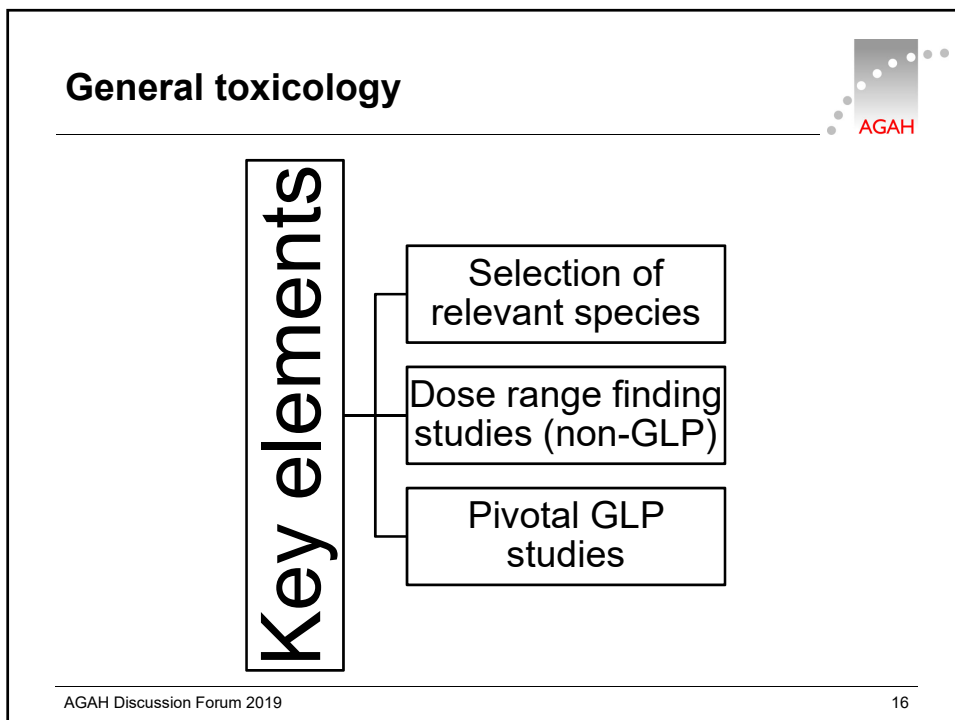 General toxicology
AGAH
Key elements
Selection of
relevant species
Dose range finding
studies (non-GLP)
Pivotal GLP
studies
AGAH Discussion Forum 2019
16